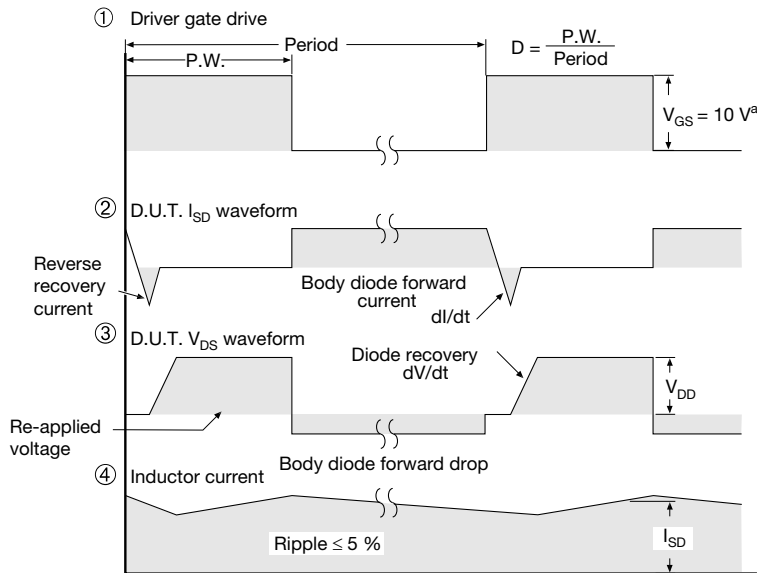 ① Driver gate drive
Period
P.W.
D = P.W. / Period
V_GS = 10 V^a
② D.U.T. I_SD waveform
Reverse
recovery
current
Body diode forward
current
dI/dt
③ D.U.T. V_DS waveform
Diode recovery
dV/dt
V_DD
Re-applied
voltage
Body diode forward drop
④ Inductor current
Ripple ≤ 5 %
I_SD